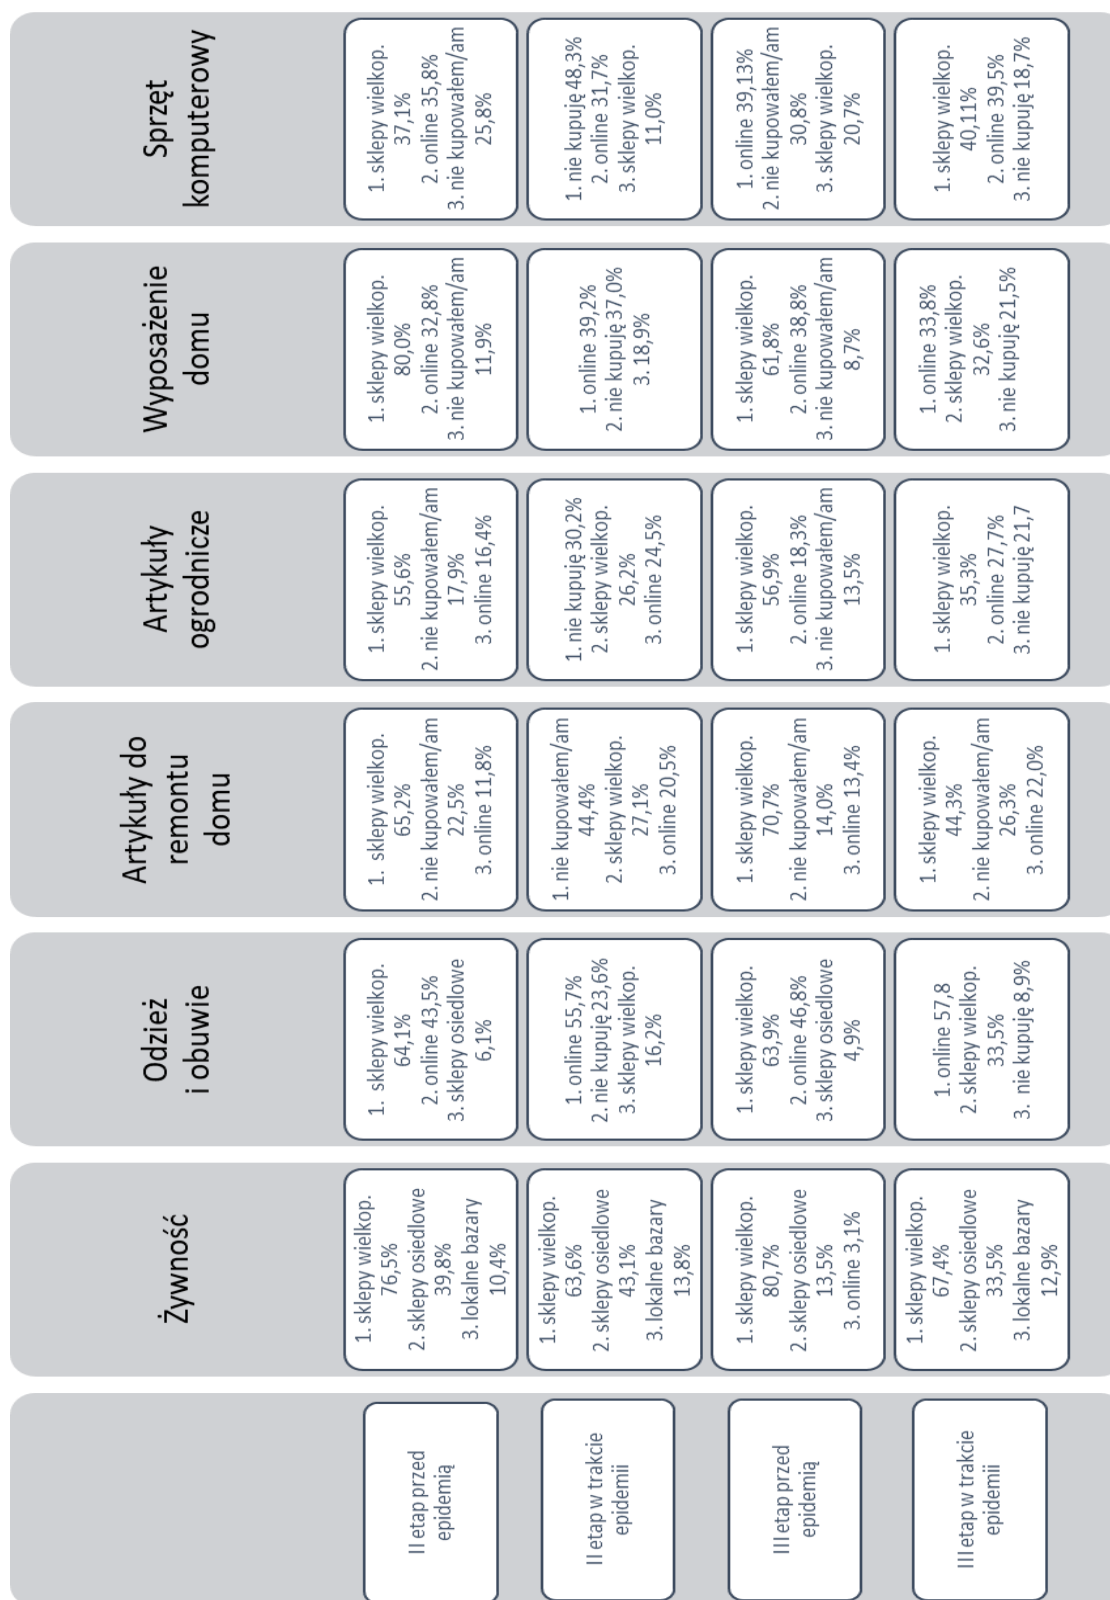 Żywność
Odzież
i obuwie
Artykuły do
remontu
domu
Artykuły
ogrodnicze
Wyposażenie
domu
Sprzęt
komputerowy
II etap przed
epidemią
1. sklepy wielkop.
76,5%
2. sklepy osiedlowe
39,8%
3. lokalne bazary
10,4%
1. sklepy wielkop.
64,1%
2. online 43,5%
3. sklepy osiedlowe
6,1%
1. sklepy wielkop.
65,2%
2. nie kupowałem/am
22,5%
3. online 11,8%
1. sklepy wielkop.
55,6%
2. nie kupowałem/am
17,9%
3. online 16,4%
1. sklepy wielkop.
80,0%
2. online 32,8%
3. nie kupowałem/am
11,9%
1. sklepy wielkop.
37,1%
2. online 35,8%
3. nie kupowałem/am
25,8%
II etap w trakcie
epidemii
1. sklepy wielkop.
63,6%
2. sklepy osiedlowe
43,1%
3. lokalne bazary
13,8%
1. online 55,7%
2. nie kupuję 23,6%
3. sklepy wielkop.
16,2%
1. nie kupowałem/am
44,4%
2. sklepy wielkop.
27,1%
3. online 20,5%
1. nie kupuję 30,2%
2. sklepy wielkop.
26,2%
3. online 24,5%
1. online 39,2%
2. nie kupuję 37,0%
3. 18,9%
1. nie kupuję 48,3%
2. online 31,7%
3. sklepy wielkop.
11,0%
III etap przed
epidemią
1. sklepy wielkop.
80,7%
2. sklepy osiedlowe
13,5%
3. online 3,1%
1. sklepy wielkop.
63,9%
2. online 46,8%
3. sklepy osiedlowe
4,9%
1. sklepy wielkop.
70,7%
2. nie kupowałem/am
14,0%
3. online 13,4%
1. sklepy wielkop.
56,9%
2. online 18,3%
3. nie kupowałem/am
13,5%
1. sklepy wielkop.
61,8%
2. online 38,8%
3. nie kupowałem/am
8,7%
1. online 39,13%
2. nie kupowałem/am
30,8%
3. sklepy wielkop.
20,7%
III etap w trakcie
epidemii
1. sklepy wielkop.
67,4%
2. sklepy osiedlowe
33,5%
3. lokalne bazary
12,9%
1. online 57,8
2. sklepy wielkop.
33,5%
3. nie kupuję 8,9%
1. sklepy wielkop.
44,3%
2. nie kupowałem/am
26,3%
3. online 22,0%
1. sklepy wielkop.
35,3%
2. online 27,7%
3. nie kupuję 21,7
1. online 33,8%
2. sklepy wielkop.
32,6%
3. nie kupuję 21,5%
1. sklepy wielkop.
40,11%
2. online 39,5%
3. nie kupuję 18,7%